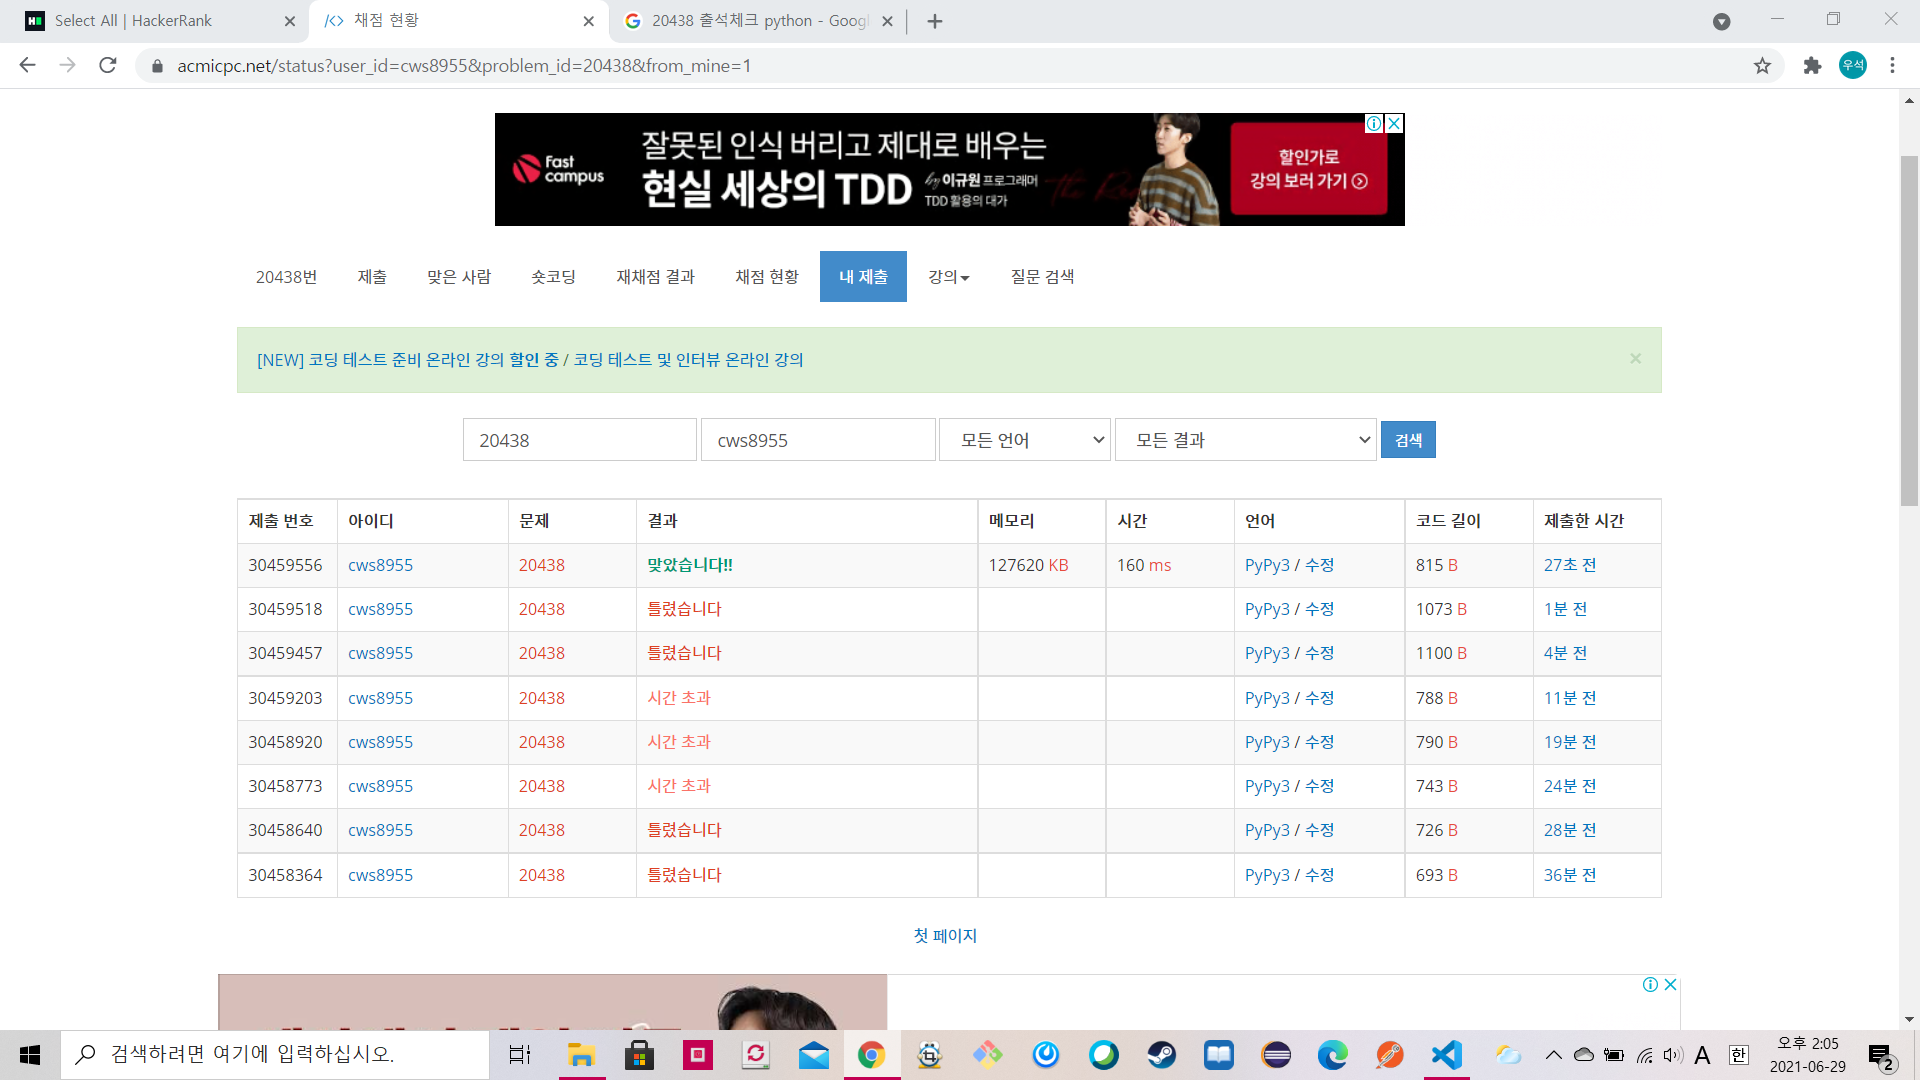 Select All | HackerRank
채점 현황
20438 출석체크 python - Goog
acmicpc.net/status?user_id=cws8955&problem_id=20438&from_mine=1
우석
Fast campus
잘못된 인식 버리고 제대로 배우는
현실 세상의 TDD
by 이규원 프로그래머
TDD 활용의 대가
할인가로
강의 보러 가기
20438번 제출 맞은 사람 숏코딩 재채점 결과 채점 현황 내 제출 강의 질문 검색
[NEW] 코딩 테스트 준비 온라인 강의 할인 중 / 코딩 테스트 및 인터뷰 온라인 강의
20438 cws8955 모든 언어 모든 결과 검색
제출 번호 아이디 문제 결과 메모리 시간 언어 코드 길이 제출한 시간
30459556 cws8955 20438 맞았습니다!! 127620 KB 160 ms PyPy3 / 수정 815 B 27초 전
30459518 cws8955 20438 틀렸습니다 PyPy3 / 수정 1073 B 1분 전
30459457 cws8955 20438 틀렸습니다 PyPy3 / 수정 1100 B 4분 전
30459203 cws8955 20438 시간 초과 PyPy3 / 수정 788 B 11분 전
30458920 cws8955 20438 시간 초과 PyPy3 / 수정 790 B 19분 전
30458773 cws8955 20438 시간 초과 PyPy3 / 수정 743 B 24분 전
30458640 cws8955 20438 틀렸습니다 PyPy3 / 수정 726 B 28분 전
30458364 cws8955 20438 틀렸습니다 PyPy3 / 수정 693 B 36분 전
첫 페이지
검색하려면 여기에 입력하십시오.
A 한
오후 2:05
2021-06-29
2